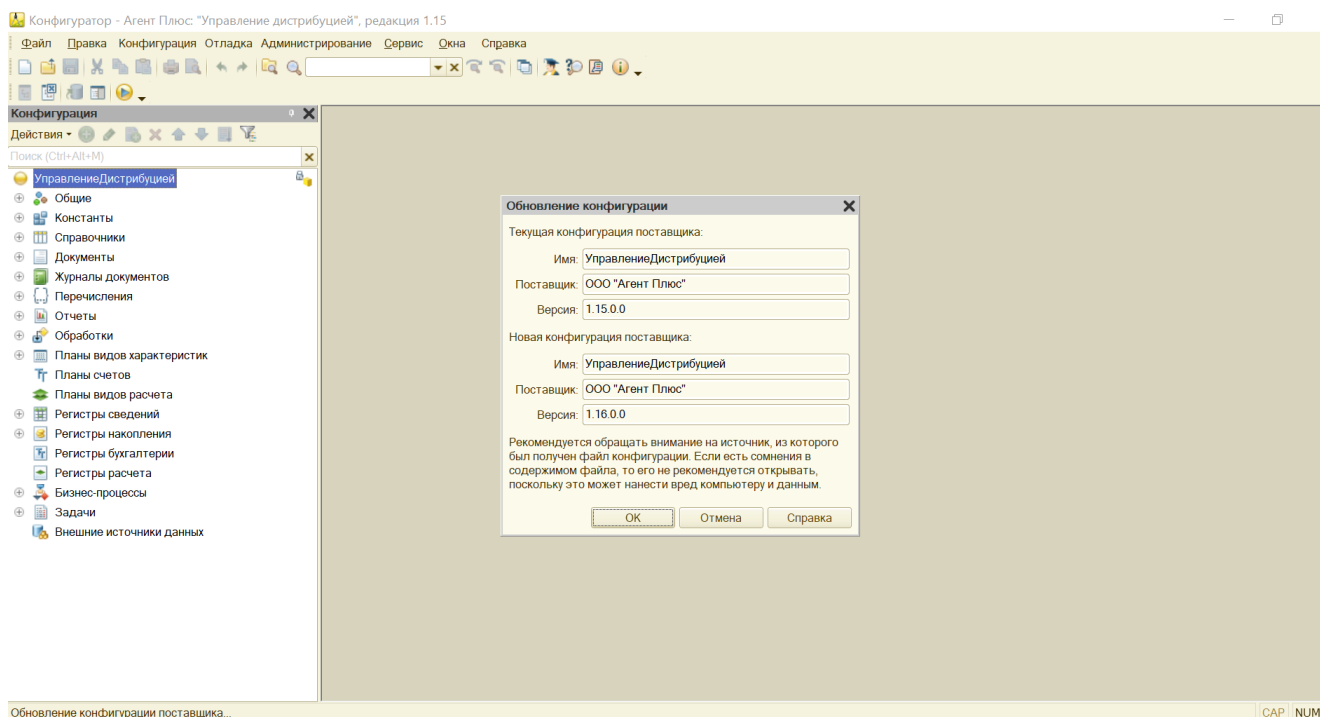 Конфигуратор - Агент Плюс: "Управление дистрибуцией", редакция 1.15
Файл Правка Конфигурация Отладка Администрирование Сервис Окна Справка
Конфигурация
Действия
Поиск (Ctrl+Alt+M)
УправлениеДистрибуцией
Общие
Константы
Справочники
Документы
Журналы документов
Перечисления
Отчеты
Обработки
Планы видов характеристик
Планы счетов
Планы видов расчета
Регистры сведений
Регистры накопления
Регистры бухгалтерии
Регистры расчета
Бизнес-процессы
Задачи
Внешние источники данных
Обновление конфигурации
Текущая конфигурация поставщика:
Имя: УправлениеДистрибуцией
Поставщик: ООО "Агент Плюс"
Версия: 1.15.0.0
Новая конфигурация поставщика:
Имя: УправлениеДистрибуцией
Поставщик: ООО "Агент Плюс"
Версия: 1.16.0.0
Рекомендуется обращать внимание на источник, из которого
был получен файл конфигурации. Если есть сомнения в
содержимом файла, то его не рекомендуется открывать,
поскольку это может нанести вред компьютеру и данным.
ОК Отмена Справка
Обновление конфигурации поставщика...
CAP NUM